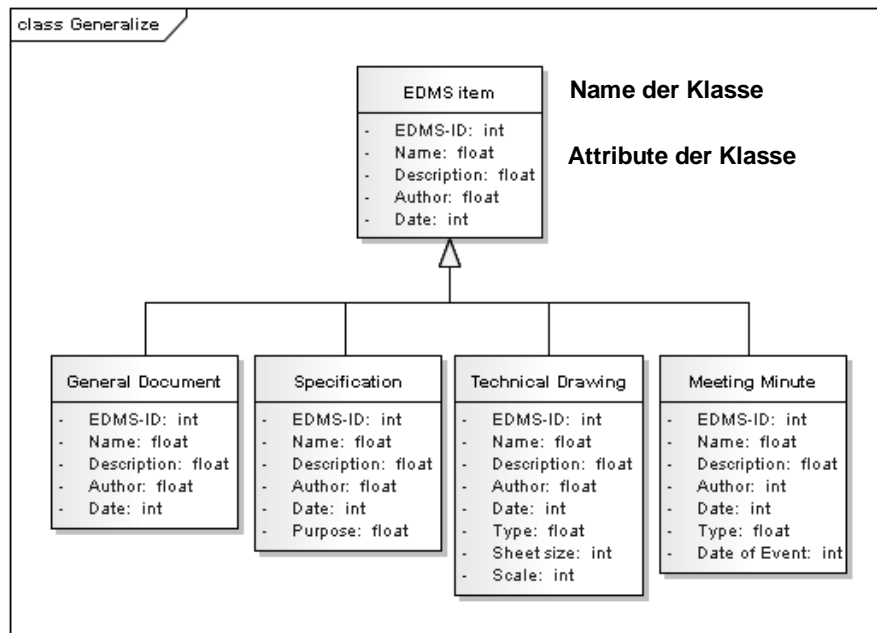 class Generalize
EDMS item
Name der Klasse
- EDMS-ID: int
- Name: float
- Description: float
- Author: float
- Date: int
Attribute der Klasse
General Document
- EDMS-ID: int
- Name: float
- Description: float
- Author: float
- Date: int
Specification
- EDMS-ID: int
- Name: float
- Description: float
- Author: float
- Date: int
- Purpose: float
Technical Drawing
- EDMS-ID: int
- Name: float
- Description: float
- Author: float
- Date: int
- Type: float
- Sheet size: int
- Scale: int
Meeting Minute
- EDMS-ID: int
- Name: float
- Description: float
- Author: int
- Date: int
- Type: float
- Date of Event: int